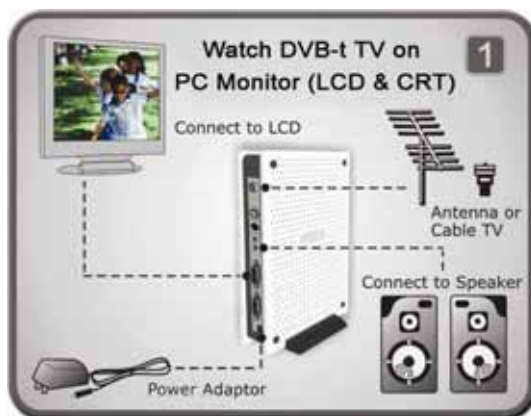 Watch DVB-t TV on
PC Monitor (LCD & CRT)
1
Connect to LCD
Antenna or
Cable TV
Connect to Speaker
Power Adaptor